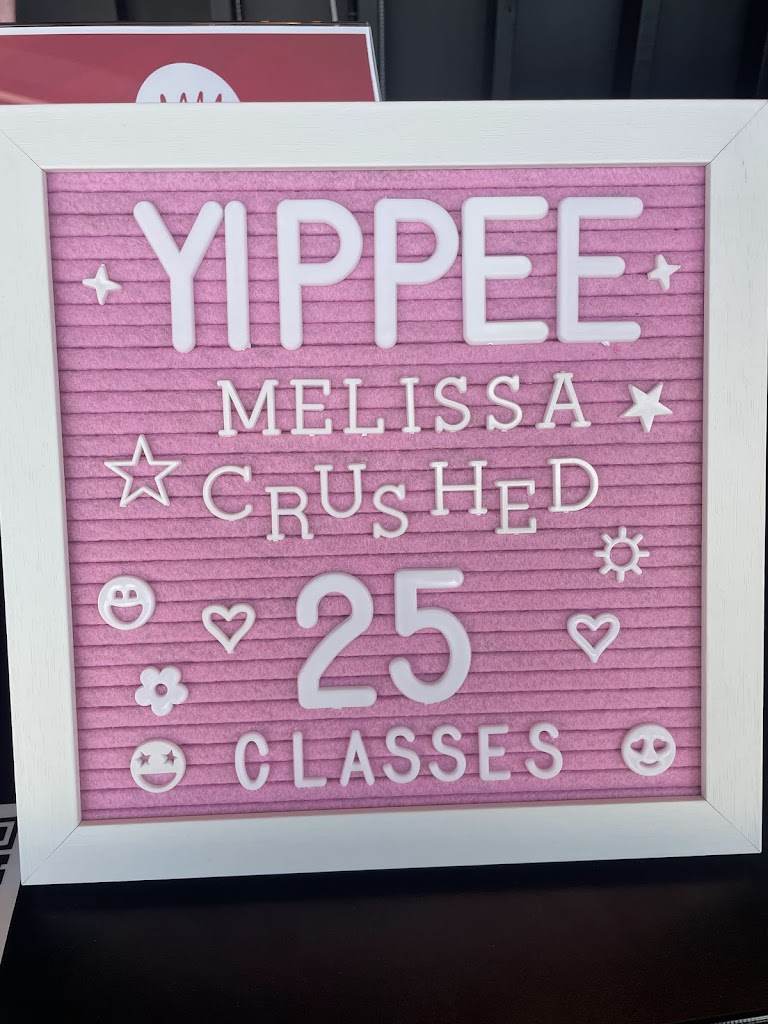 YIPPEE
MELISSA
CRUSHED
25
CLASSES